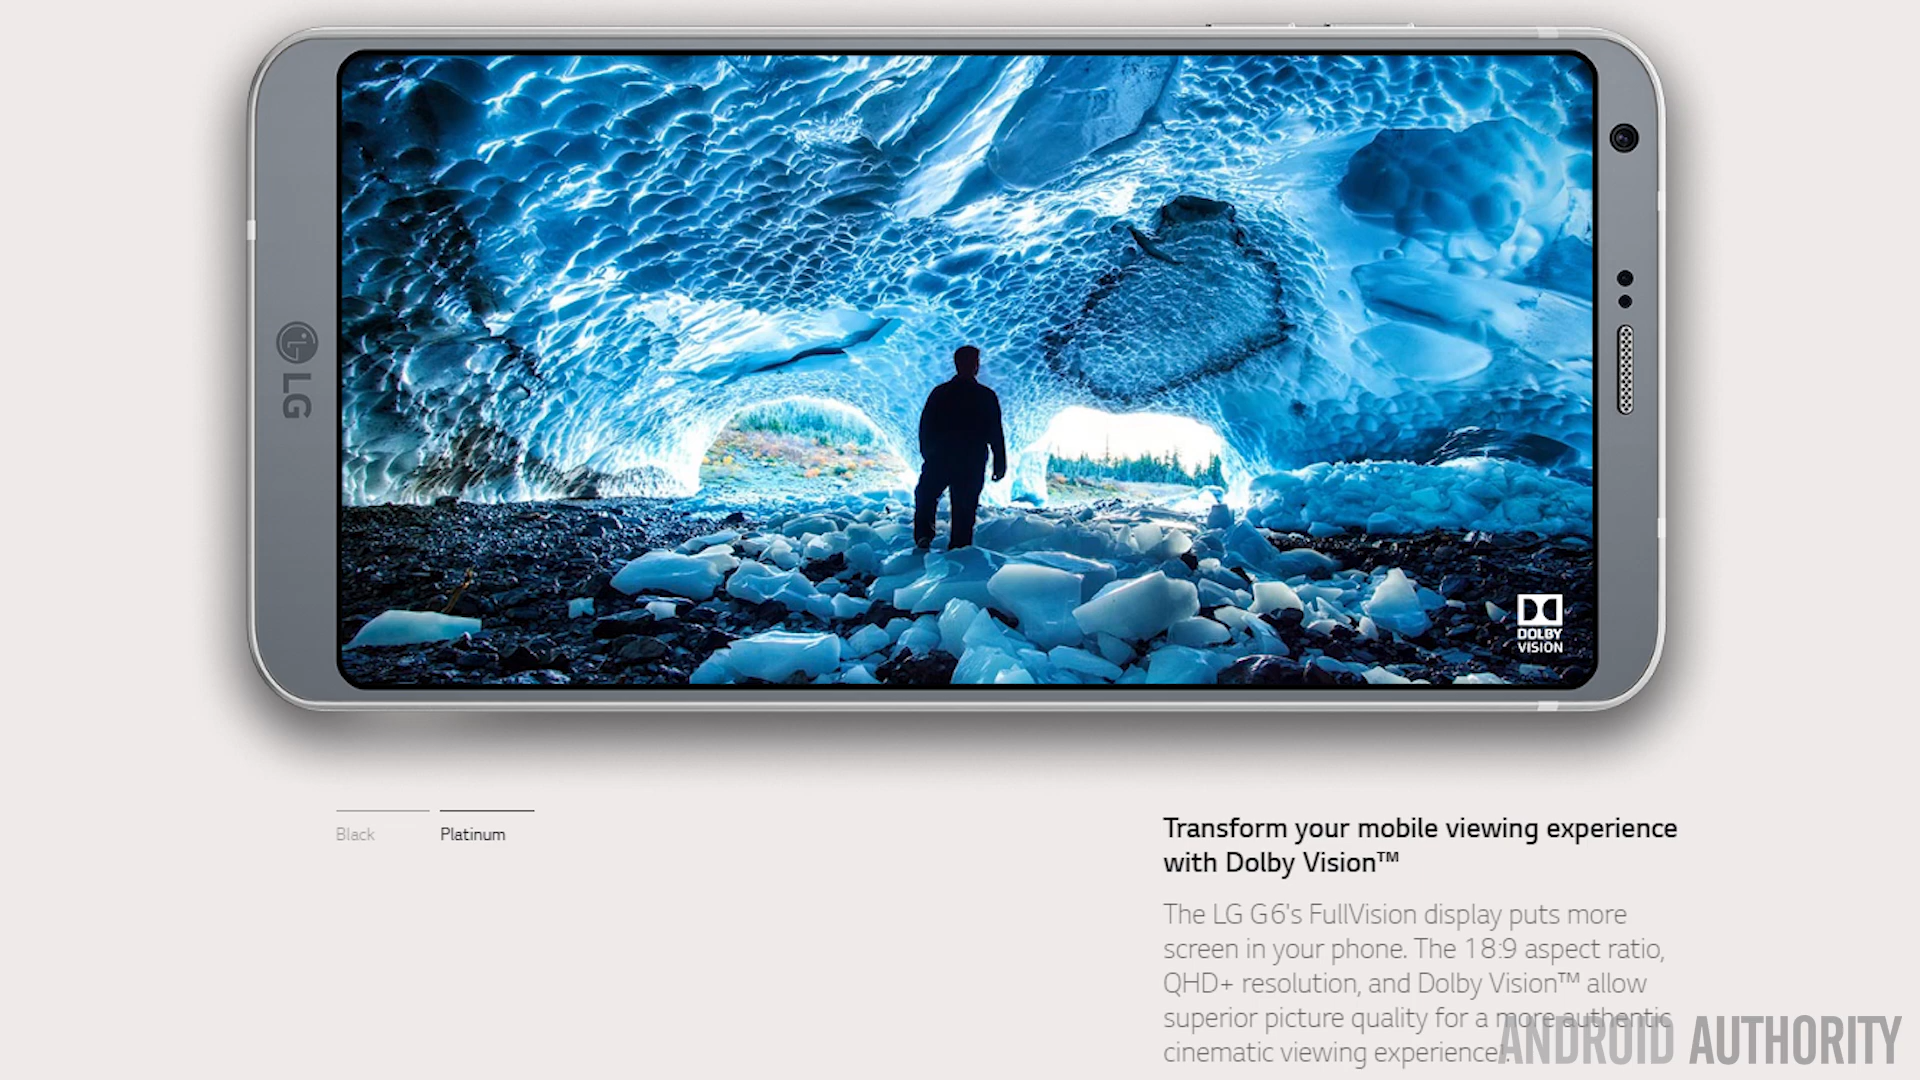 LG
DOLBY
VISION
Black
Platinum
Transform your mobile viewing experience
with Dolby Vision™
The LG G6's FullVision display puts more
screen in your phone. The 18:9 aspect ratio,
QHD+ resolution, and Dolby Vision™ allow
superior picture quality for a more authentic
cinematic viewing experience
ANDROID AUTHORITY